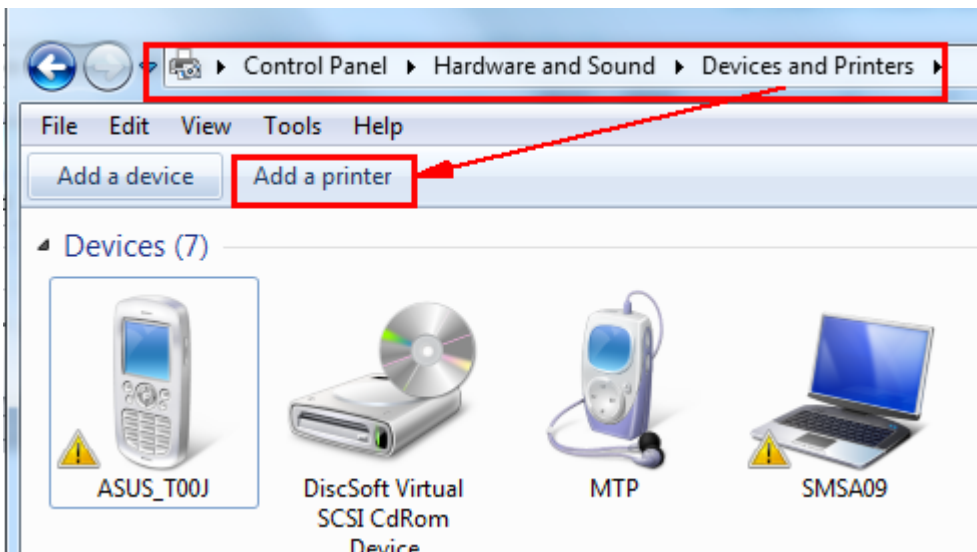 Control Panel Hardware and Sound Devices and Printers
File Edit View Tools Help
Add a device Add a printer
Devices (7)
ASUS_T00J DiscSoft Virtual MTP SMSA09
SCSI CdRom
Device